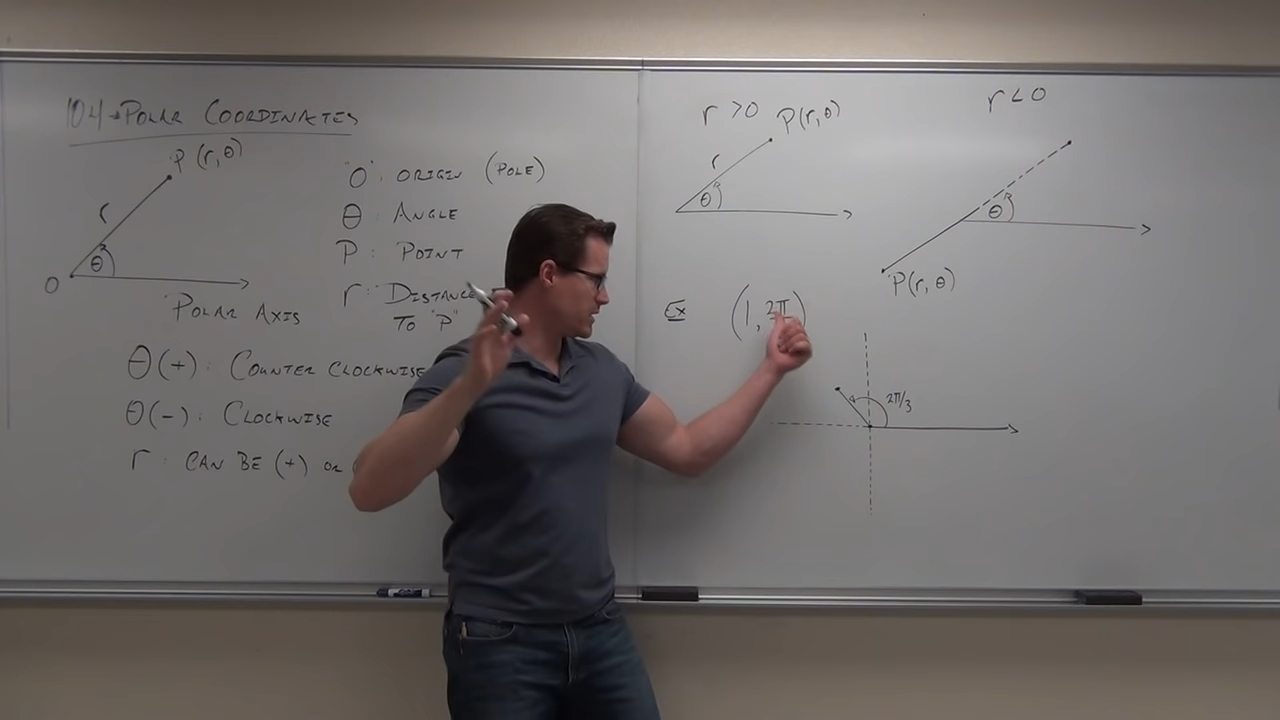 10.4 → POLAR COORDINATES
P(r, θ)
r
θ
O
POLAR AXIS
"O": ORIGIN (POLE)
θ ANGLE
P: POINT
r: DISTANCE
TO "P"
θ(+): COUNTER CLOCKWISE
θ(-): CLOCKWISE
r: CAN BE (+) OR
r > 0
P(r, θ)
r
θ
r < 0
θ
P(r, θ)
Ex (1, 2π
2π/3